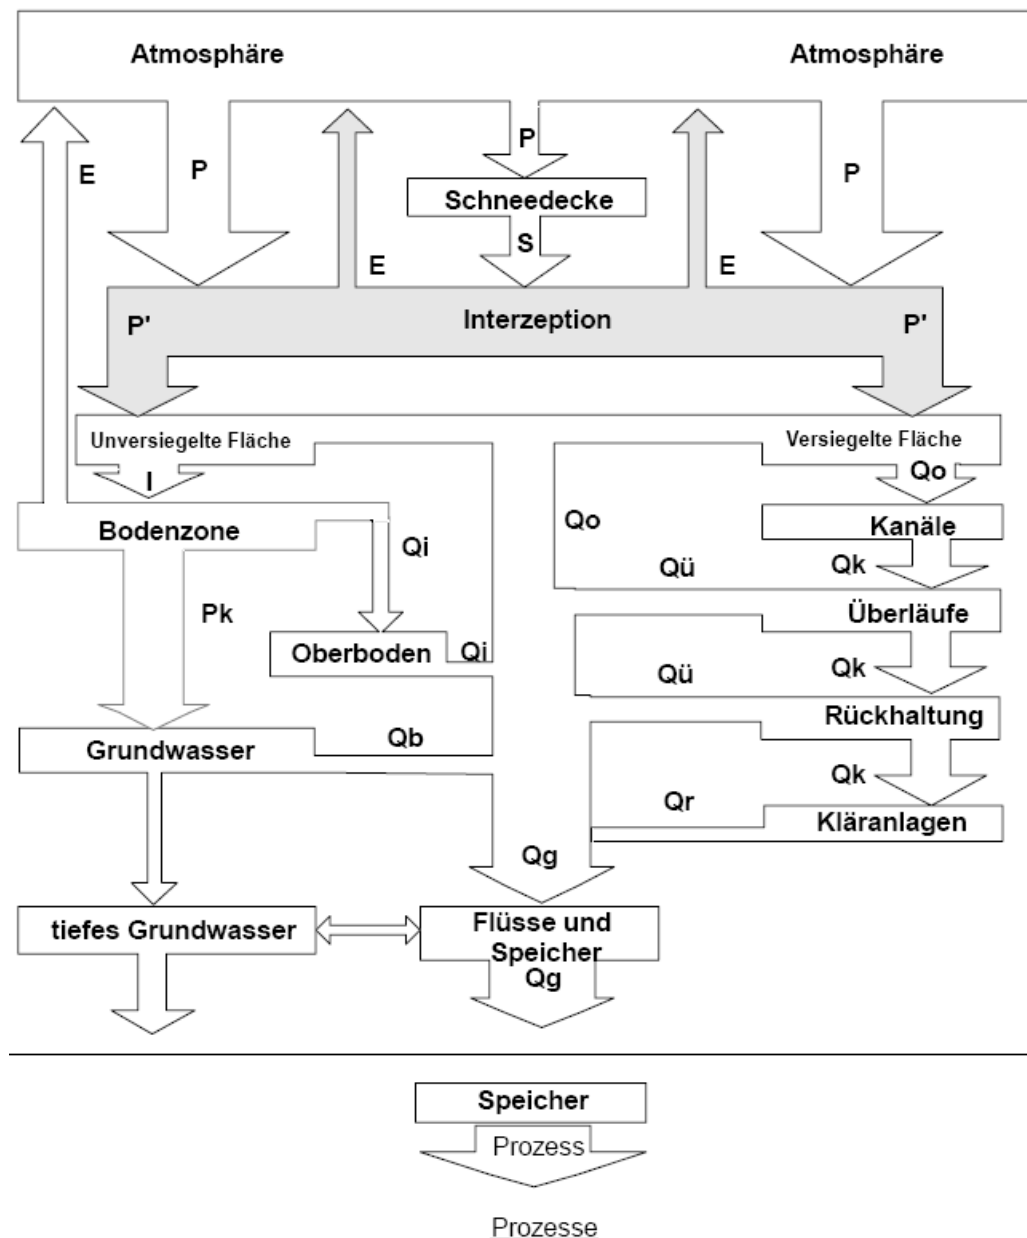 Atmosphäre
Atmosphäre
E
P
P
P
Schneedecke
S
E
E
Interzeption
P'
P'
Unversiegelte Fläche
Versiegelte Fläche
I
Qo
Bodenzone
Qi
Qo
Kanäle
Qü
Qk
Pk
Überläufe
Oberboden
Qi
Qü
Qk
Grundwasser
Qb
Rückhaltung
Qk
Qr
Kläranlagen
Qg
tiefes Grundwasser
Flüsse und
Speicher
Qg
Speicher
Prozess
Prozesse